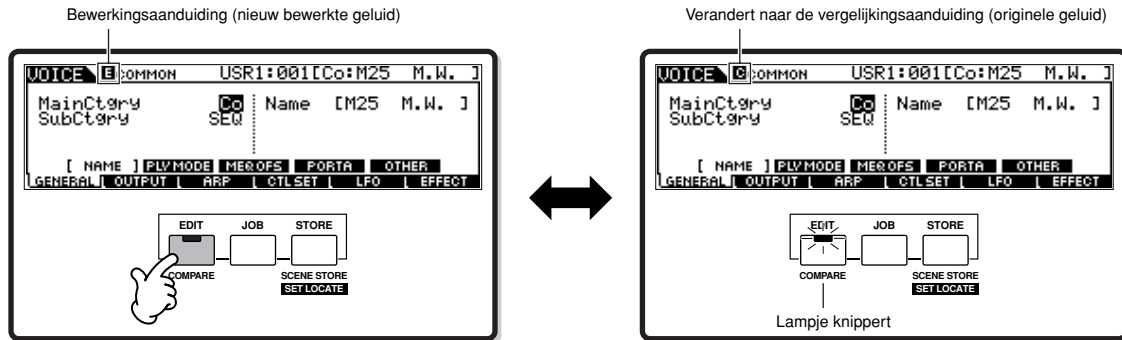 Bewerkingsaanduiding (nieuw bewerkte geluid)
VOICE E COMMON USR1:001[Co:M25 M.W. ]
MainCtgry Co Name [M25 M.W. ]
SubCtgry SEQ
[ NAME ] PLY MODE MEQ OFS PORTA OTHER
GENERAL OUTPUT ARP CTL SET LFO EFFECT
EDIT JOB STORE
COMPARE SCENE STORE
SET LOCATE
Verandert naar de vergelijkingsaanduiding (originele geluid)
VOICE C COMMON USR1:001[Co:M25 M.W. ]
MainCtgry Co Name [M25 M.W. ]
SubCtgry SEQ
[ NAME ] PLY MODE MEQ OFS PORTA OTHER
GENERAL OUTPUT ARP CTL SET LFO EFFECT
EDIT JOB STORE
COMPARE SCENE STORE
SET LOCATE
Lampje knippert